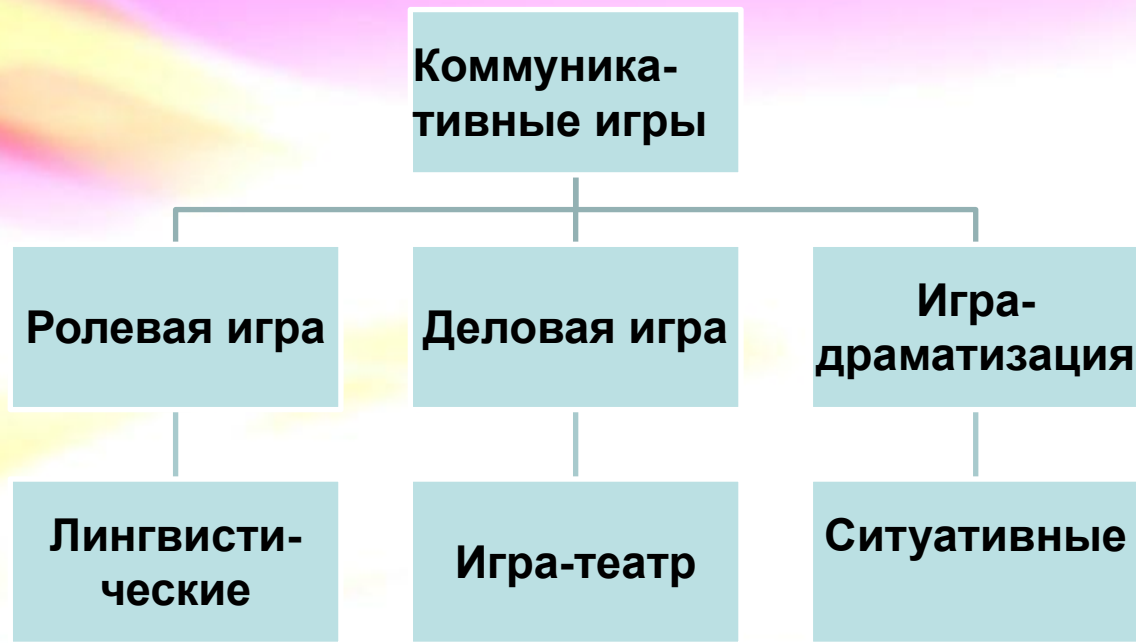 Коммуника-
тивные игры
Ролевая игра
Деловая игра
Игра-
драматизация
Лингвисти-
ческие
Игра-театр
Ситуативные